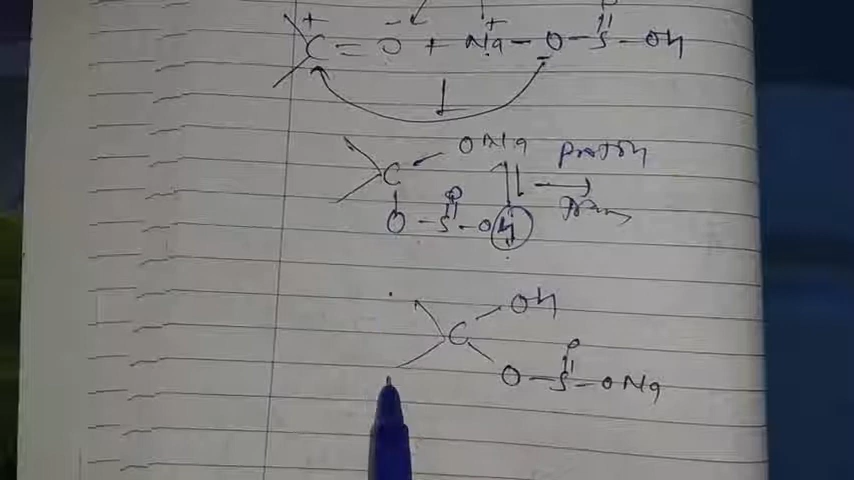 C = O + Na - O - S - OH
C ONa proton
O - S - OH
C OH
O - S - ONa